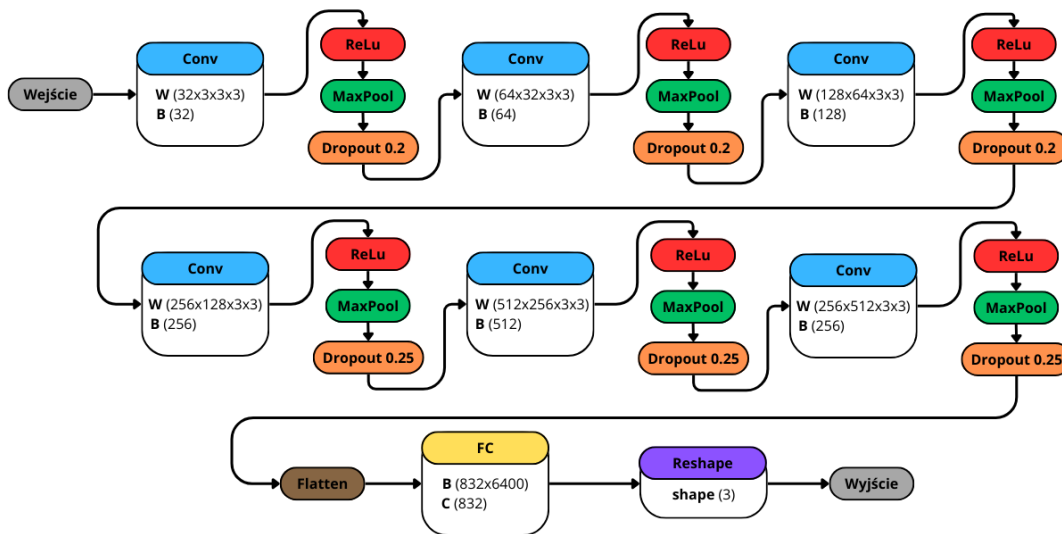 Wejście
Conv
W (32x3x3x3)
B (32)
ReLu
MaxPool
Dropout 0.2
Conv
W (64x32x3x3)
B (64)
ReLu
MaxPool
Dropout 0.2
Conv
W (128x64x3x3)
B (128)
ReLu
MaxPool
Dropout 0.2
Conv
W (256x128x3x3)
B (256)
ReLu
MaxPool
Dropout 0.25
Conv
W (512x256x3x3)
B (512)
ReLu
MaxPool
Dropout 0.25
Conv
W (256x512x3x3)
B (256)
ReLu
MaxPool
Dropout 0.25
Flatten
FC
B (832x6400)
C (832)
Reshape
shape (3)
Wyjście